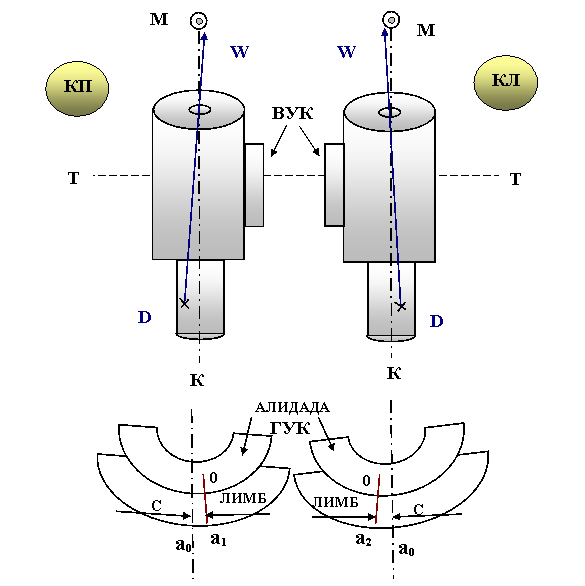 М М
W W
КП КЛ
ВУК
Т Т
D D
К К
АЛИДАДА
ГУК
0 0
С ЛИМБ ЛИМБ С
a0 a1 a2 a0